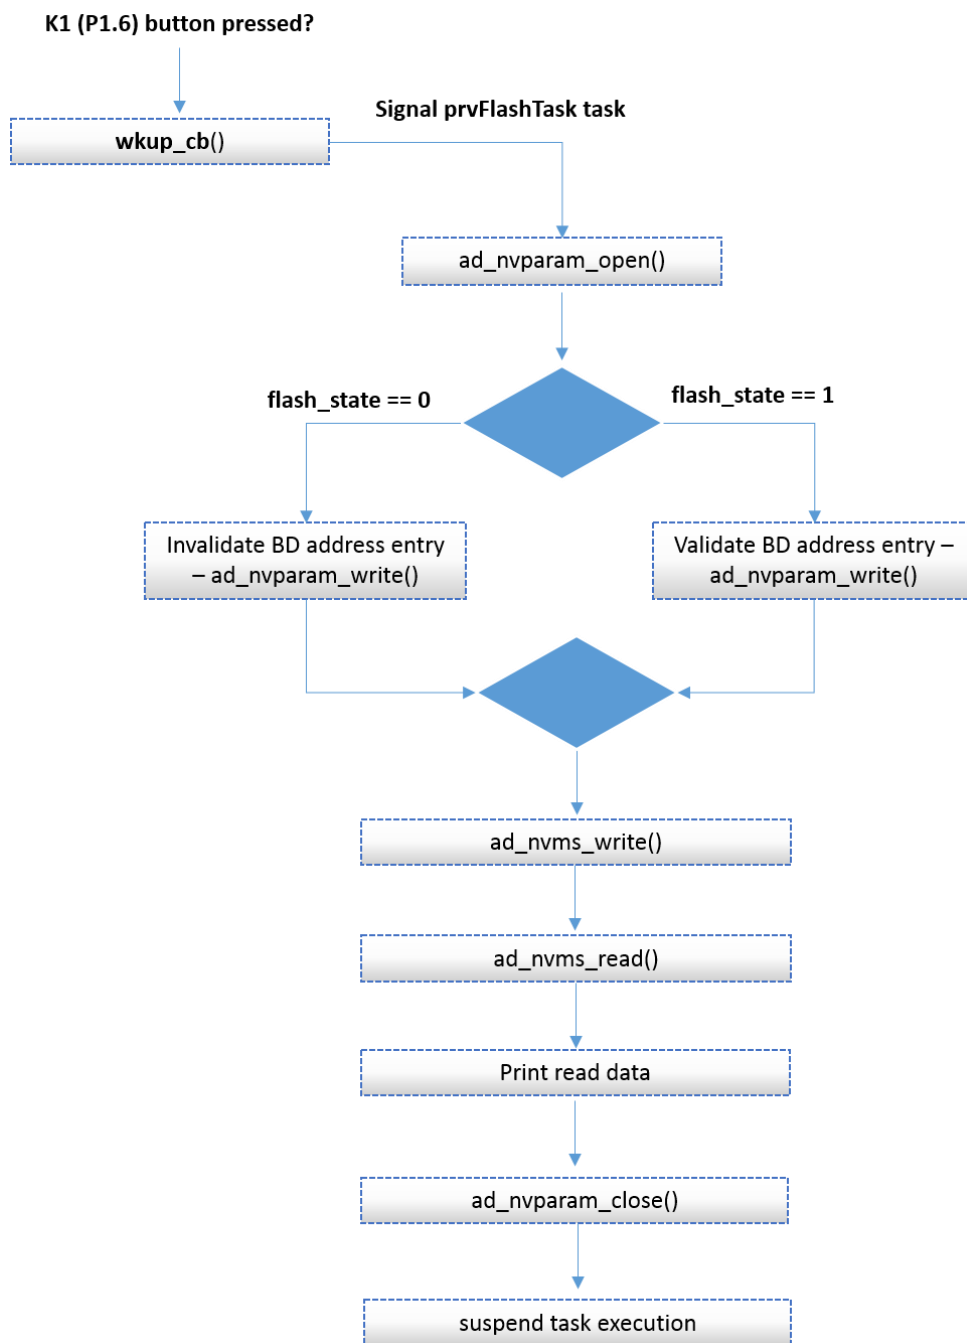 K1 (P1.6) button pressed?
Signal prvFlashTask task
wkup_cb()
ad_nvparam_open()
flash_state == 0
flash_state == 1
Invalidate BD address entry
– ad_nvparam_write()
Validate BD address entry –
ad_nvparam_write()
ad_nvms_write()
ad_nvms_read()
Print read data
ad_nvparam_close()
suspend task execution